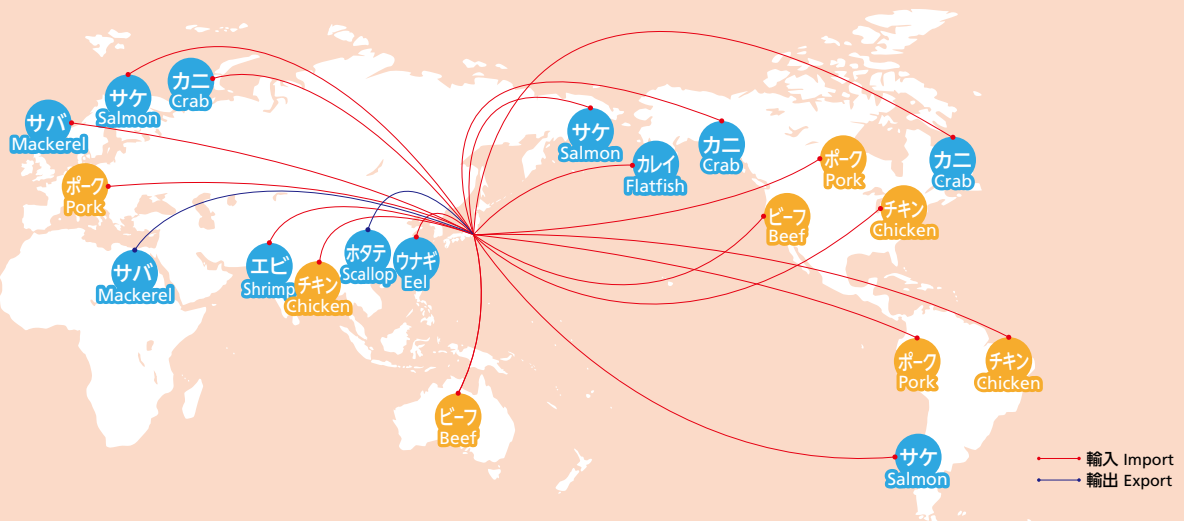 サケ
Salmon
カニ
Crab
サバ
Mackerel
ポーク
Pork
サバ
Mackerel
エビ
Shrimp
チキン
Chicken
ホタテ
Scallop
ウナギ
Eel
ビーフ
Beef
サケ
Salmon
カレイ
Flatfish
カニ
Crab
ポーク
Pork
カニ
Crab
ビーフ
Beef
チキン
Chicken
ポーク
Pork
チキン
Chicken
サケ
Salmon
輸入 Import
輸出 Export